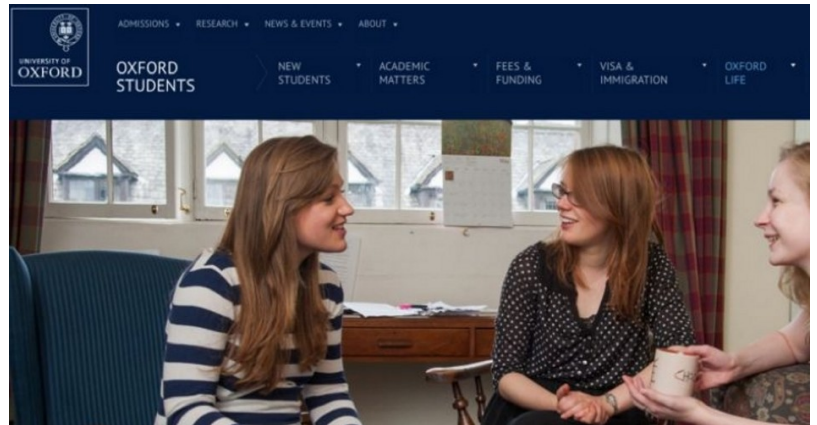 ADMISSIONS RESEARCH NEWS & EVENTS ABOUT
UNIVERSITY OF
OXFORD
OXFORD
STUDENTS
NEW
STUDENTS
ACADEMIC
MATTERS
FEES &
FUNDING
VISA &
IMMIGRATION
OXFORD
LIFE